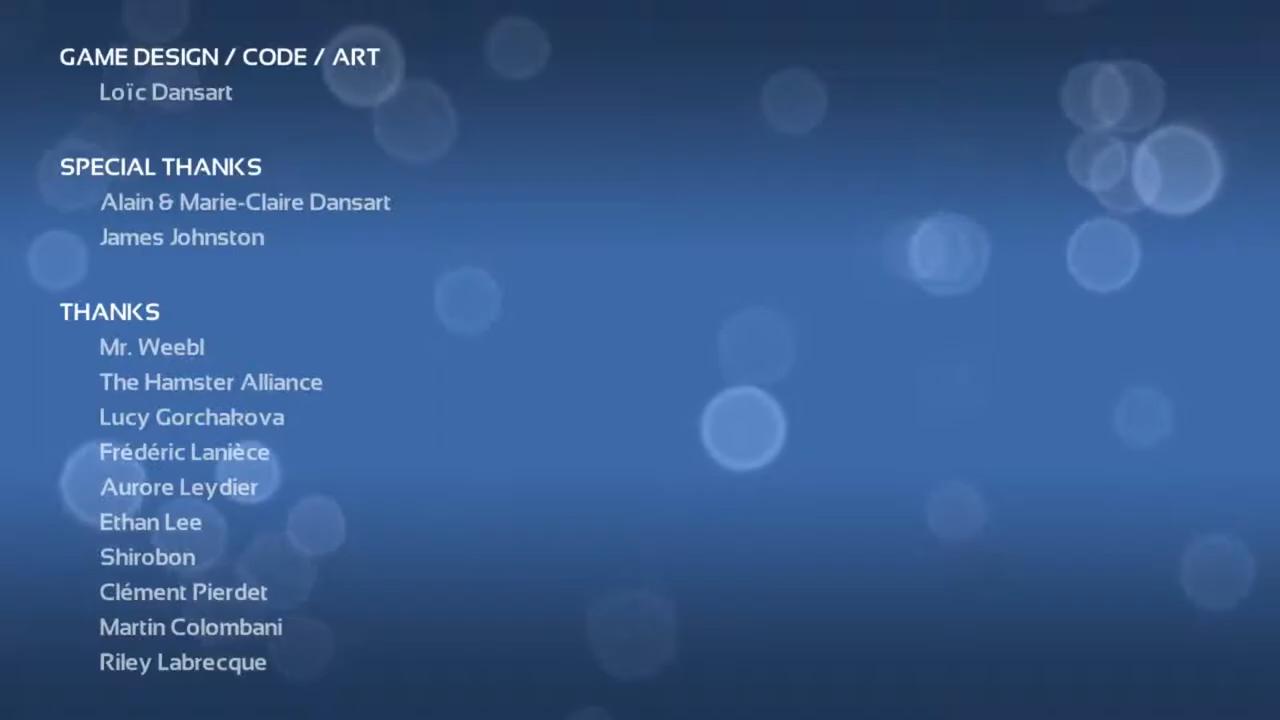 GAME DESIGN / CODE / ART
Loïc Dansart
SPECIAL THANKS
Alain & Marie-Claire Dansart
James Johnston
THANKS
Mr. Weebl
The Hamster Alliance
Lucy Gorchakova
Frédéric Lanièce
Aurore Leydier
Ethan Lee
Shirobon
Clément Pierdet
Martin Colombani
Riley Labrecque